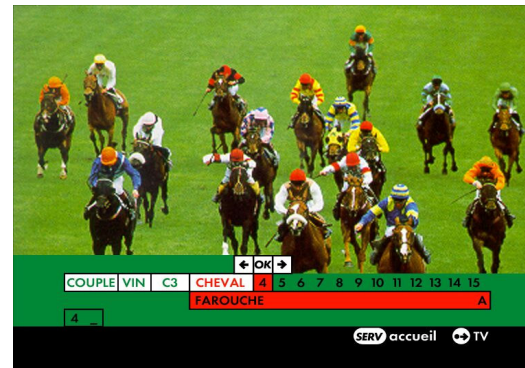 ← OK →
COUPLE VIN C3 CHEVAL 4 5 6 7 8 9 10 11 12 13 14 15
FAROUCHE A
4 _
SERV accueil TV